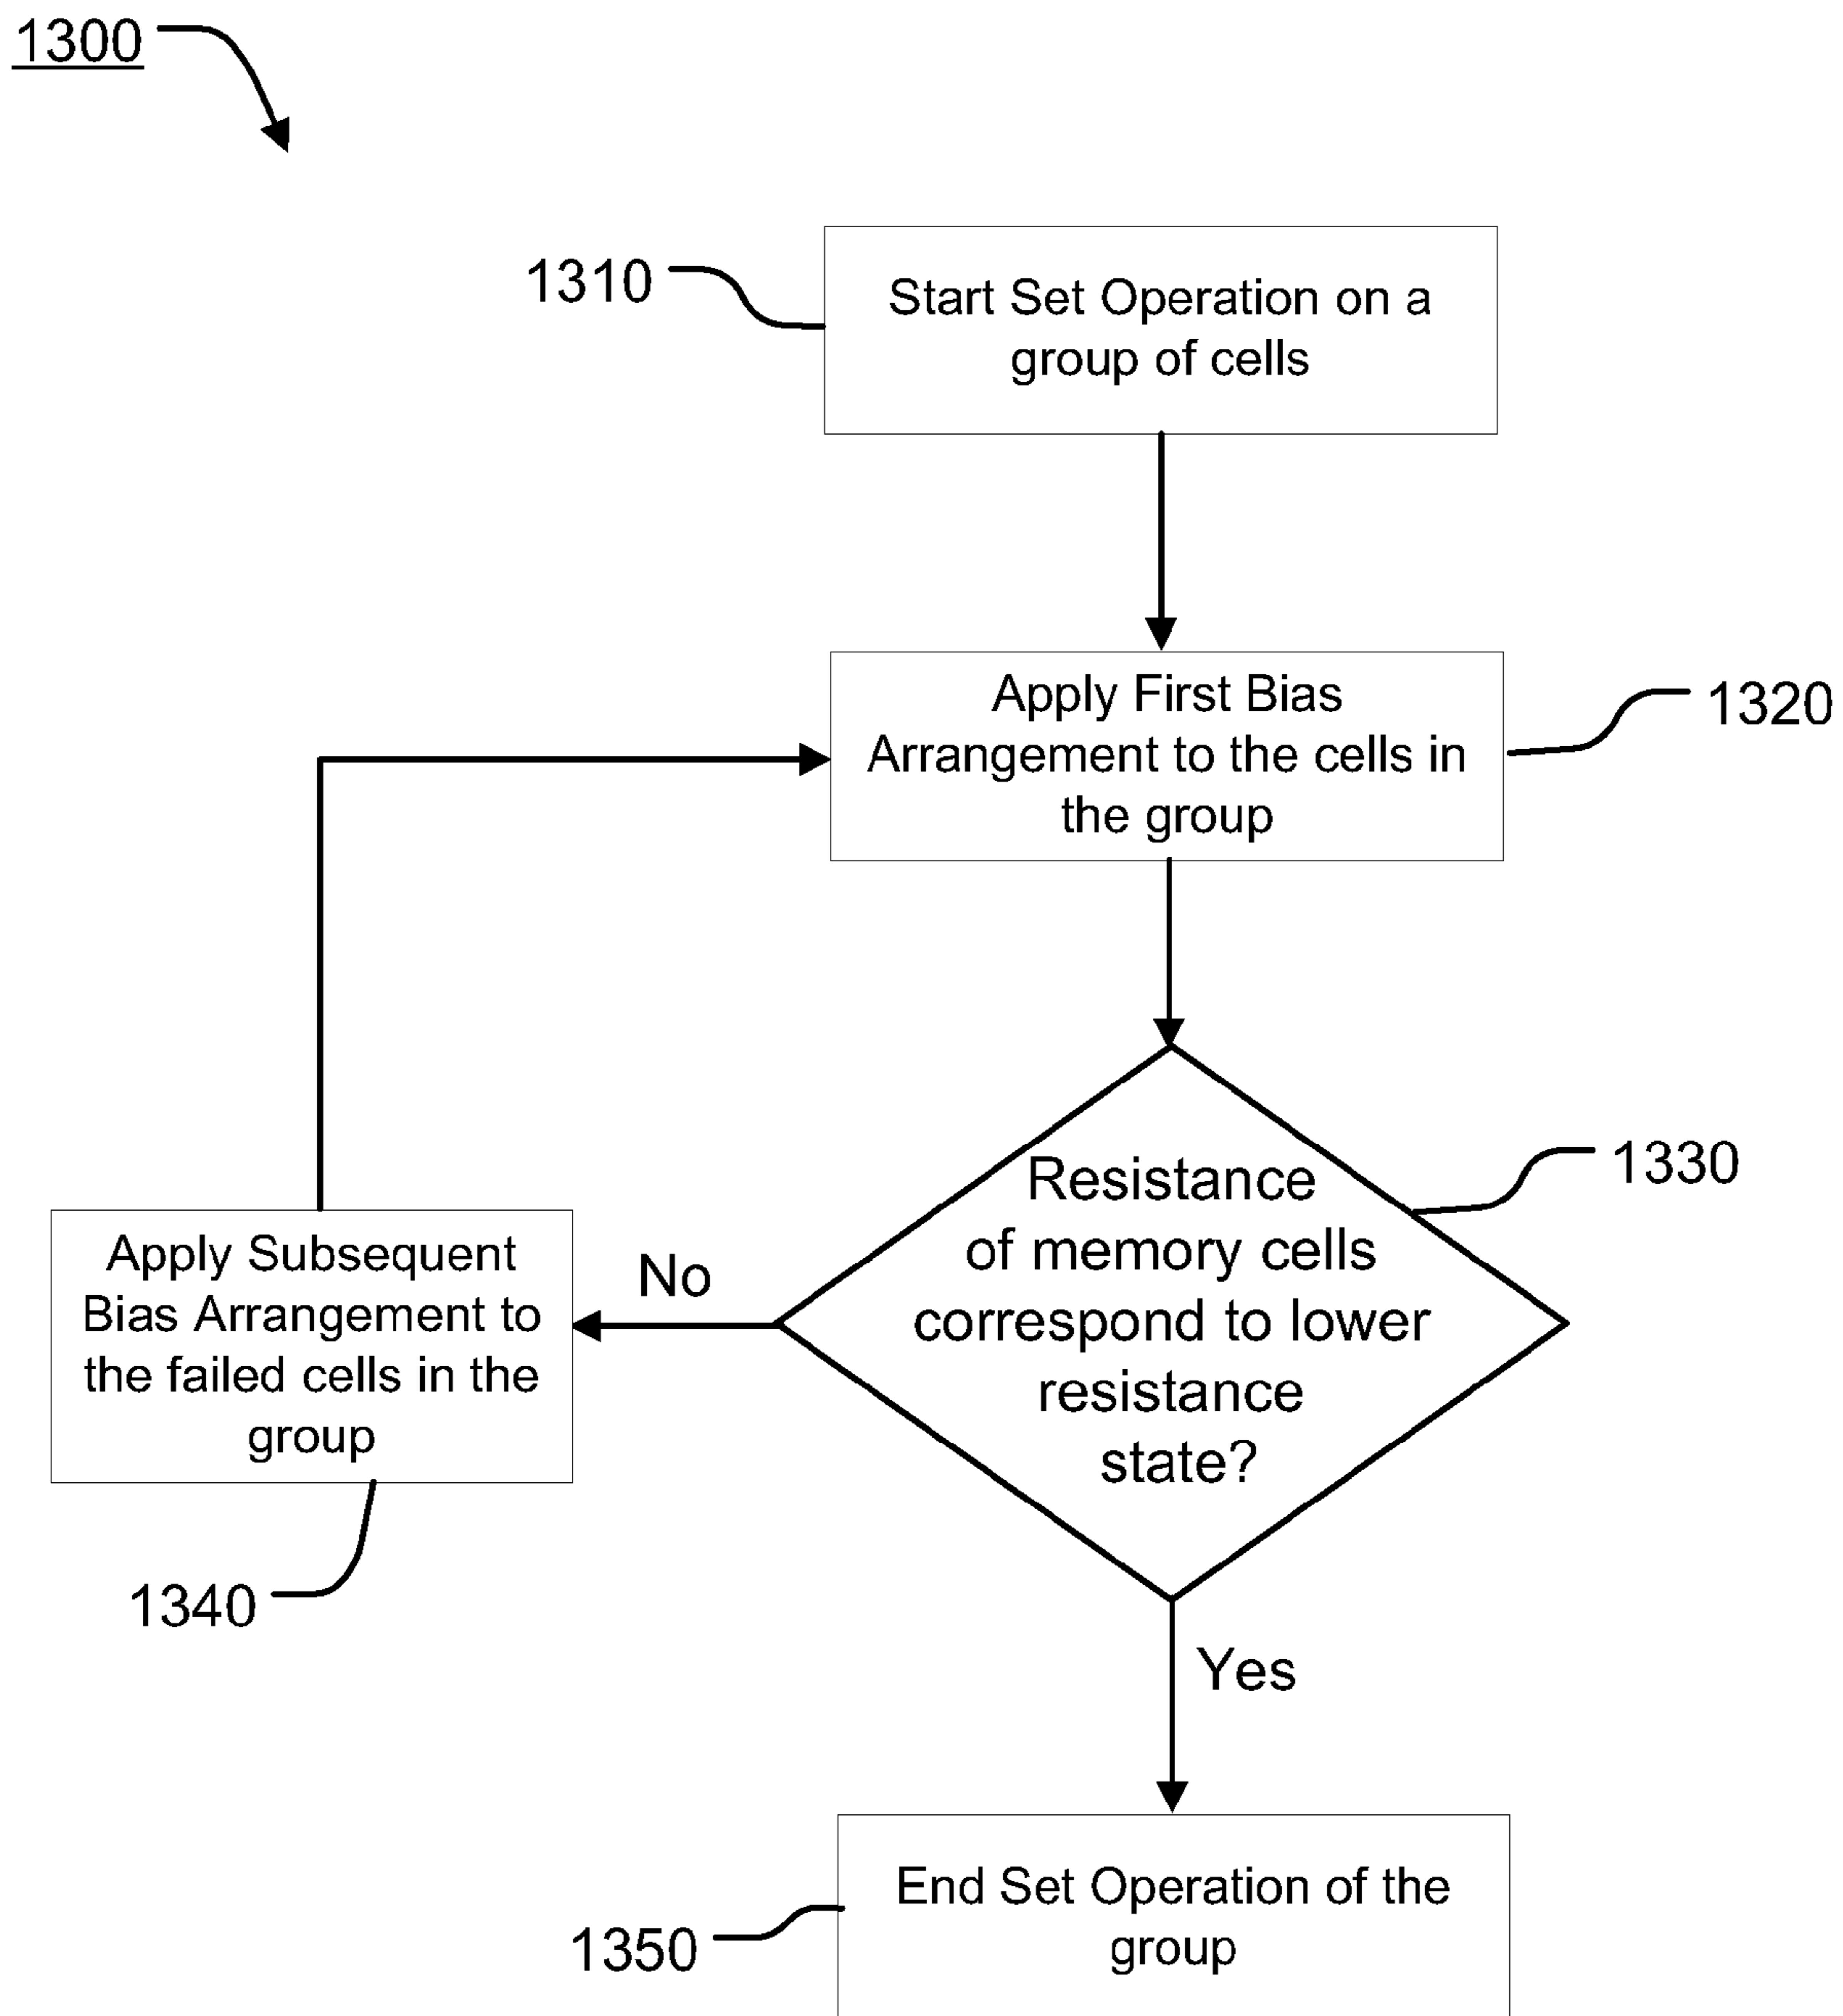 1300
1310
Start Set Operation on a
group of cells
Apply First Bias
Arrangement to the cells in
the group
1320
Resistance
of memory cells
correspond to lower
resistance
state?
1330
No
Apply Subsequent
Bias Arrangement to
the failed cells in the
group
1340
Yes
End Set Operation of the
group
1350